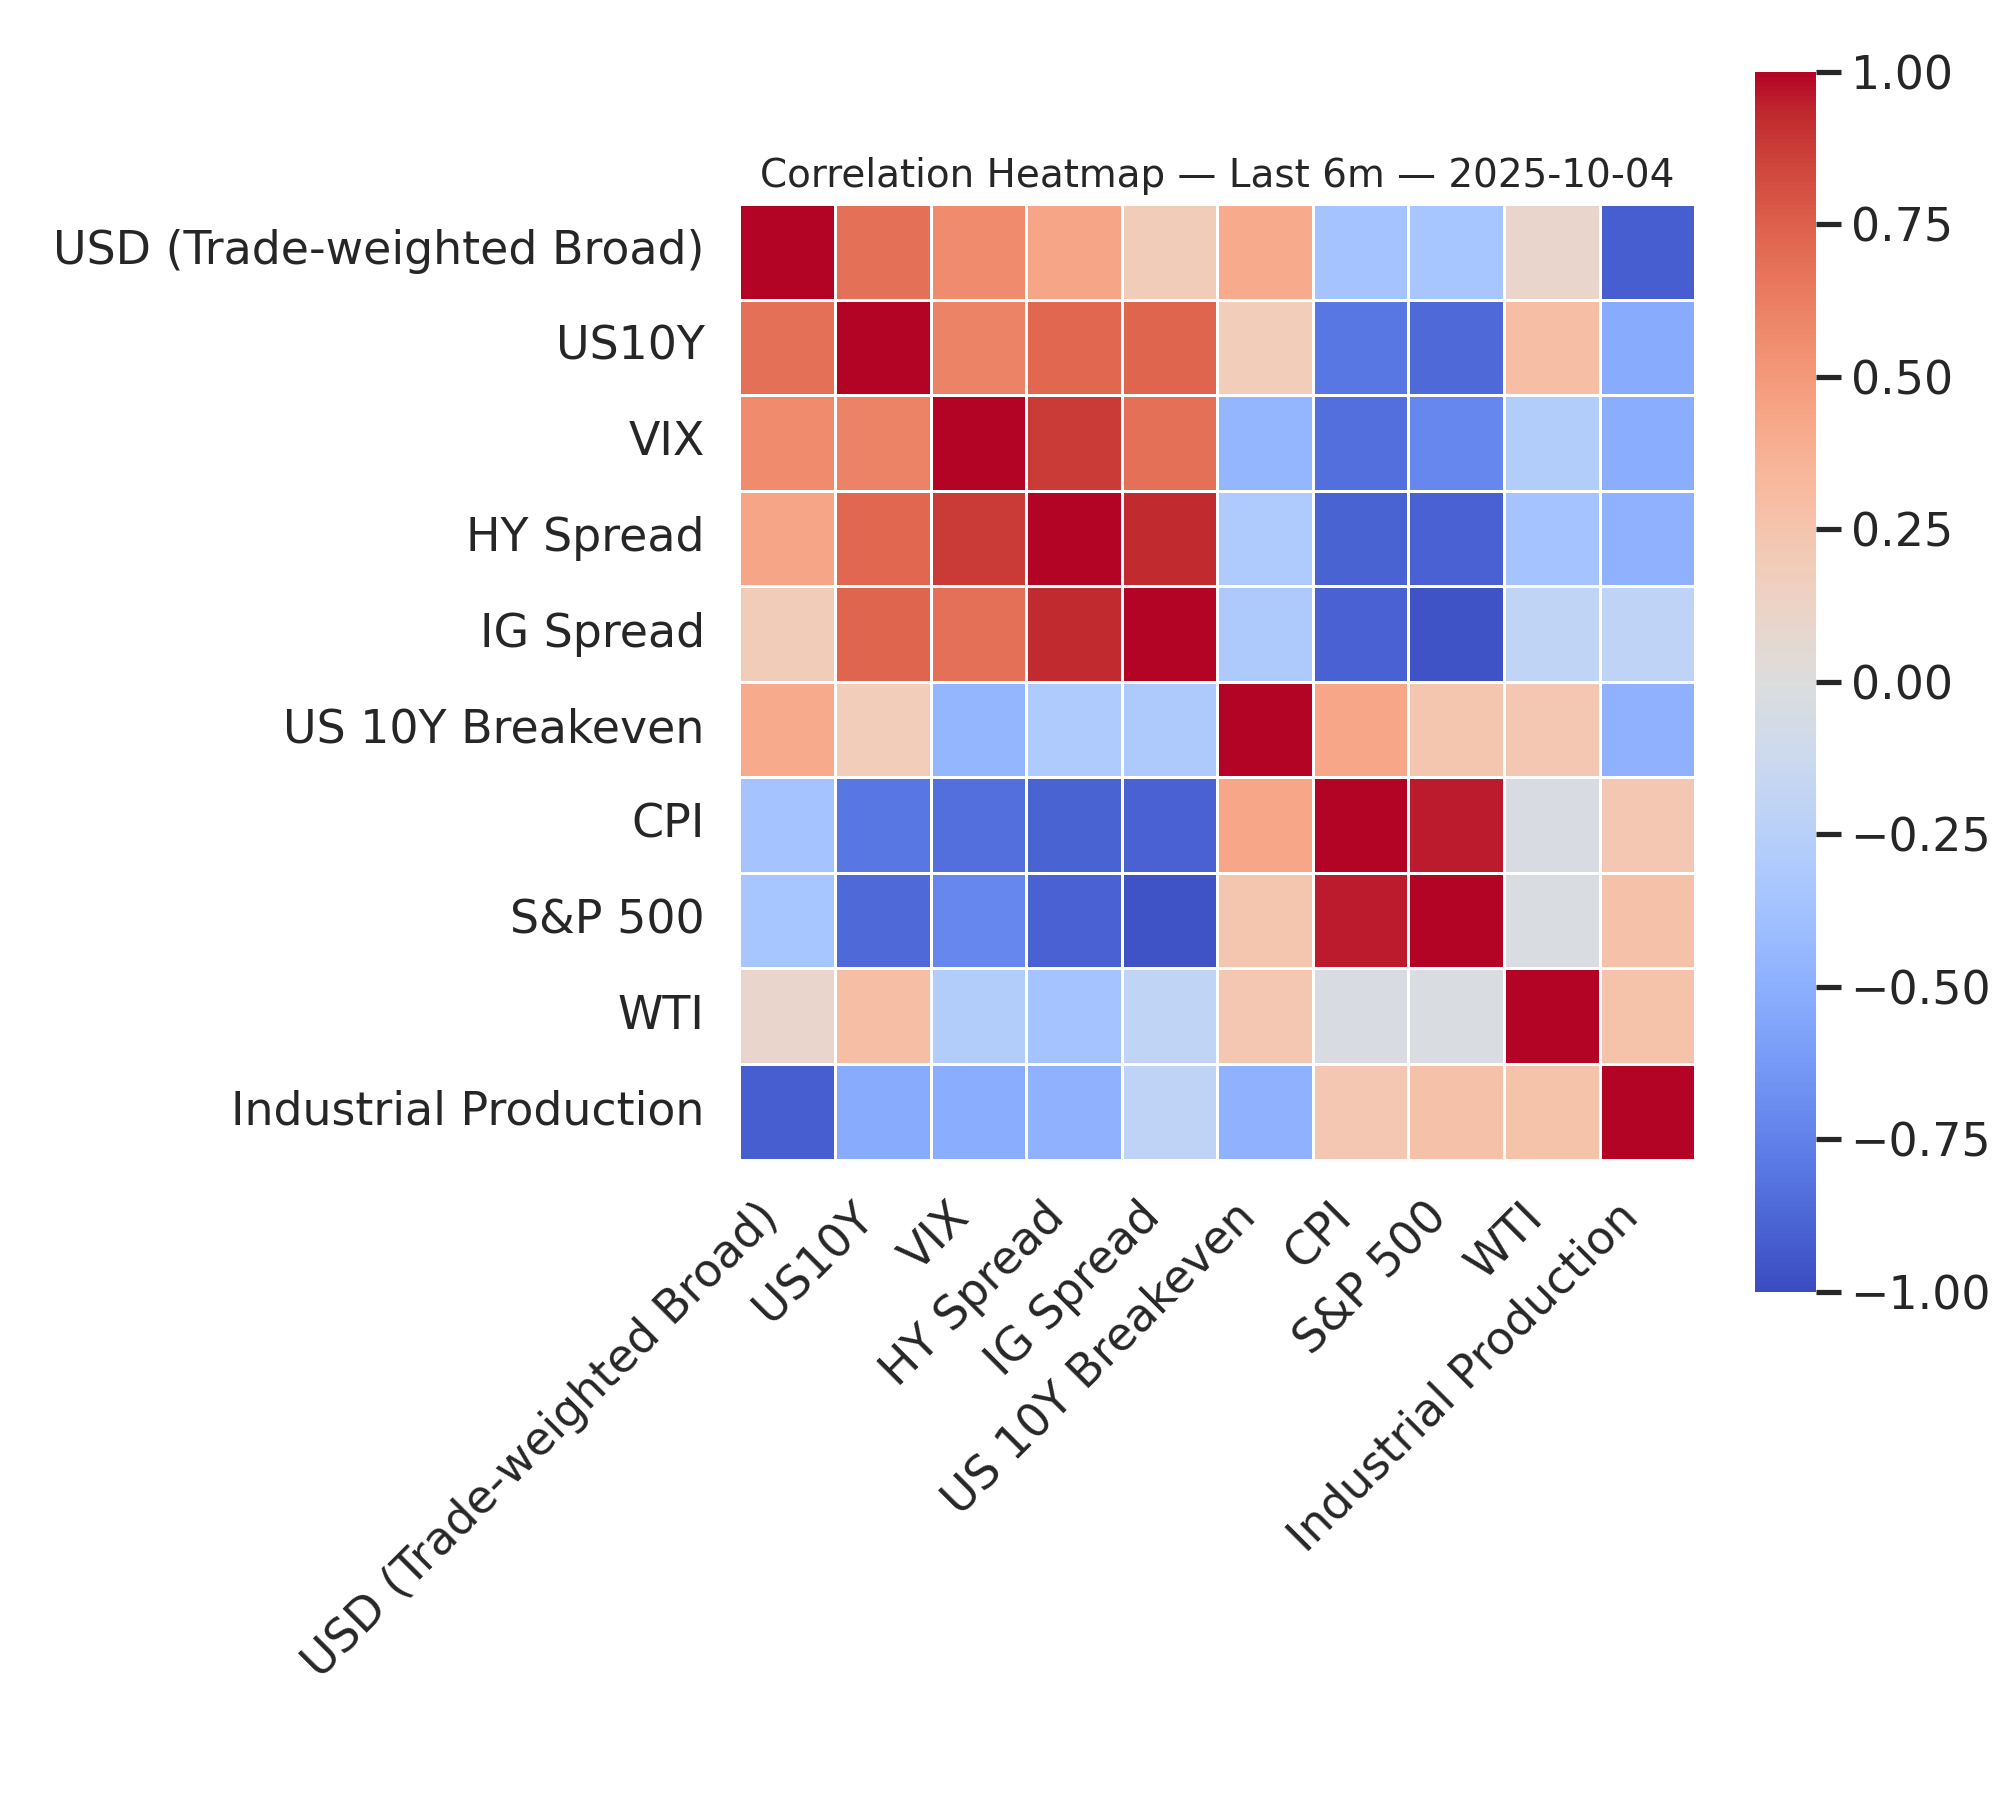 Correlation Heatmap — Last 6m — 2025-10-04
USD (Trade-weighted Broad)
US10Y
VIX
HY Spread
IG Spread
US 10Y Breakeven
CPI
S&P 500
WTI
Industrial Production
USD (Trade-weighted Broad)
US10Y
VIX
HY Spread
IG Spread
US 10Y Breakeven
CPI
S&P 500
WTI
Industrial Production
1.00
0.75
0.50
0.25
0.00
−0.25
−0.50
−0.75
−1.00